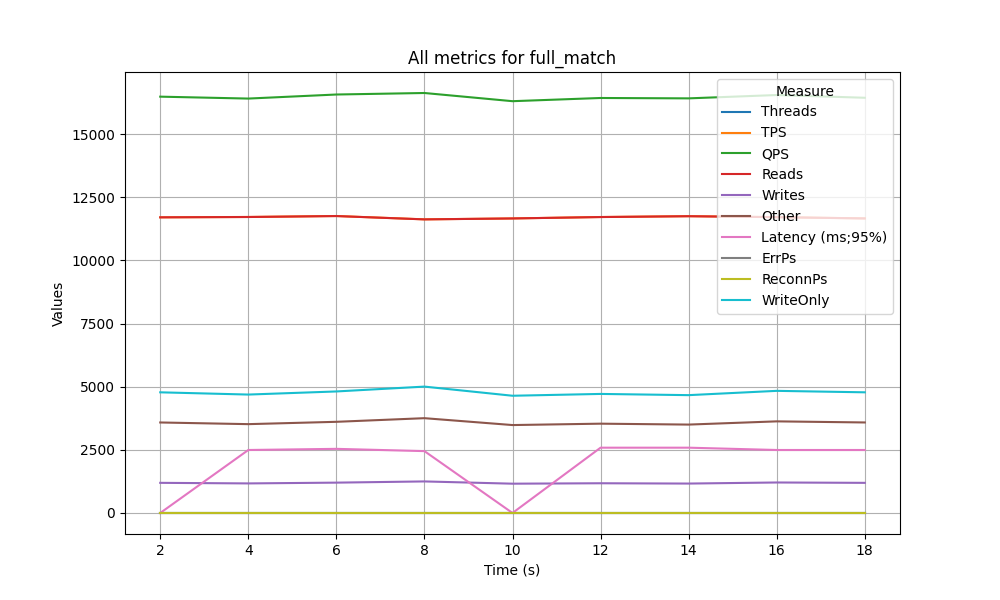 All metrics for full_match
Measure
Threads
TPS
QPS
Reads
Writes
Other
Latency (ms;95%)
ErrPs
ReconnPs
WriteOnly
Values
15000
12500
10000
7500
5000
2500
0
2 4 6 8 10 12 14 16 18
Time (s)